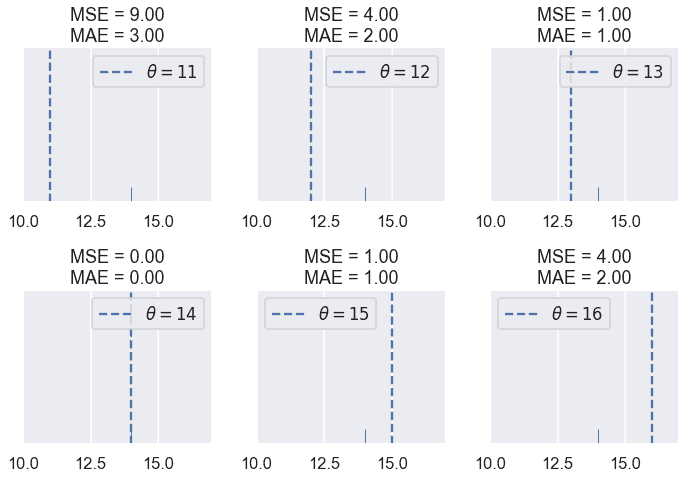 MSE = 9.00
MAE = 3.00
θ = 11
10.0 12.5 15.0
MSE = 4.00
MAE = 2.00
θ = 12
10.0 12.5 15.0
MSE = 1.00
MAE = 1.00
θ = 13
10.0 12.5 15.0
MSE = 0.00
MAE = 0.00
θ = 14
10.0 12.5 15.0
MSE = 1.00
MAE = 1.00
θ = 15
10.0 12.5 15.0
MSE = 4.00
MAE = 2.00
θ = 16
10.0 12.5 15.0